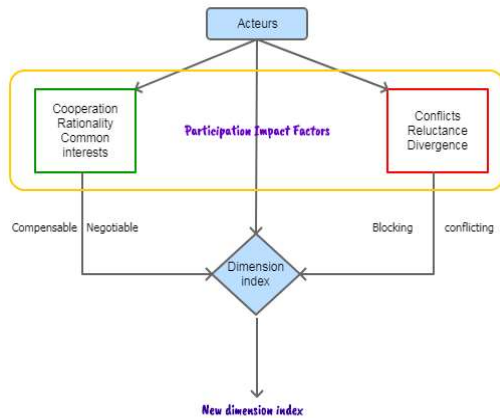 Acteurs
Cooperation
Rationality
Common
interests
Participation Impact Factors
Conflicts
Reluctance
Divergence
Compensable Negotiable
Blocking conflicting
Dimension
index
New dimension index